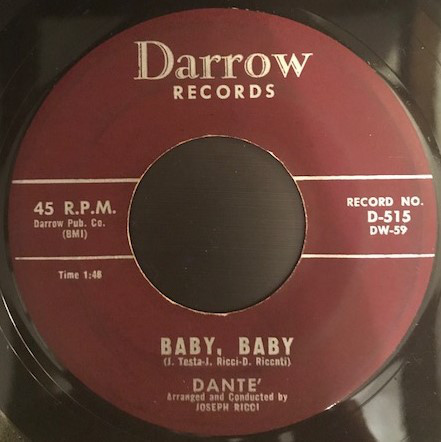 Darrow
RECORDS
45 R.P.M.
Darrow Pub. Co.
(BMI)
Time 1:48
RECORD NO.
D-515
DW-59
BABY, BABY
(J. Testa-J. Ricci-D. Riccnti)
DANTE'
Arranged and Conducted by
JOSEPH RICCI